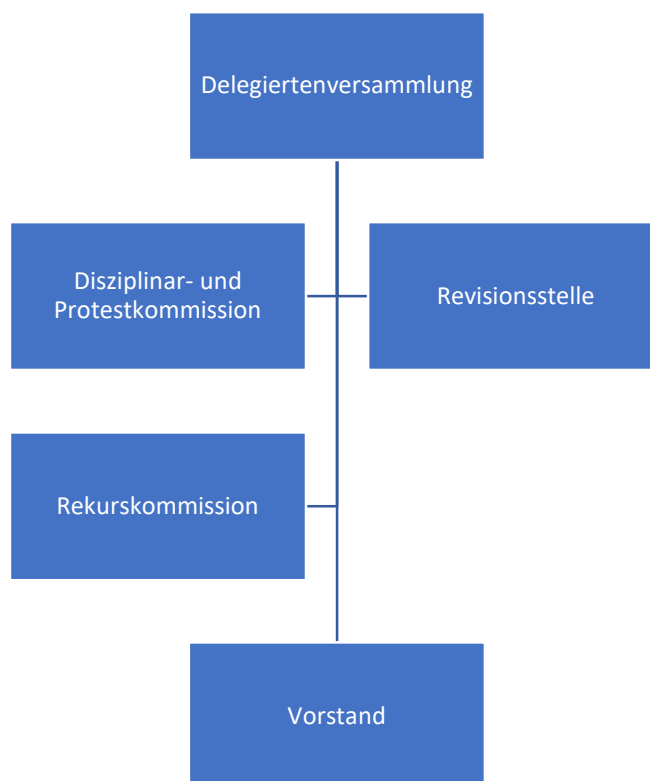 Delegiertenversammlung
Disziplinar- und
Protestkommission
Revisionsstelle
Rekurskommission
Vorstand